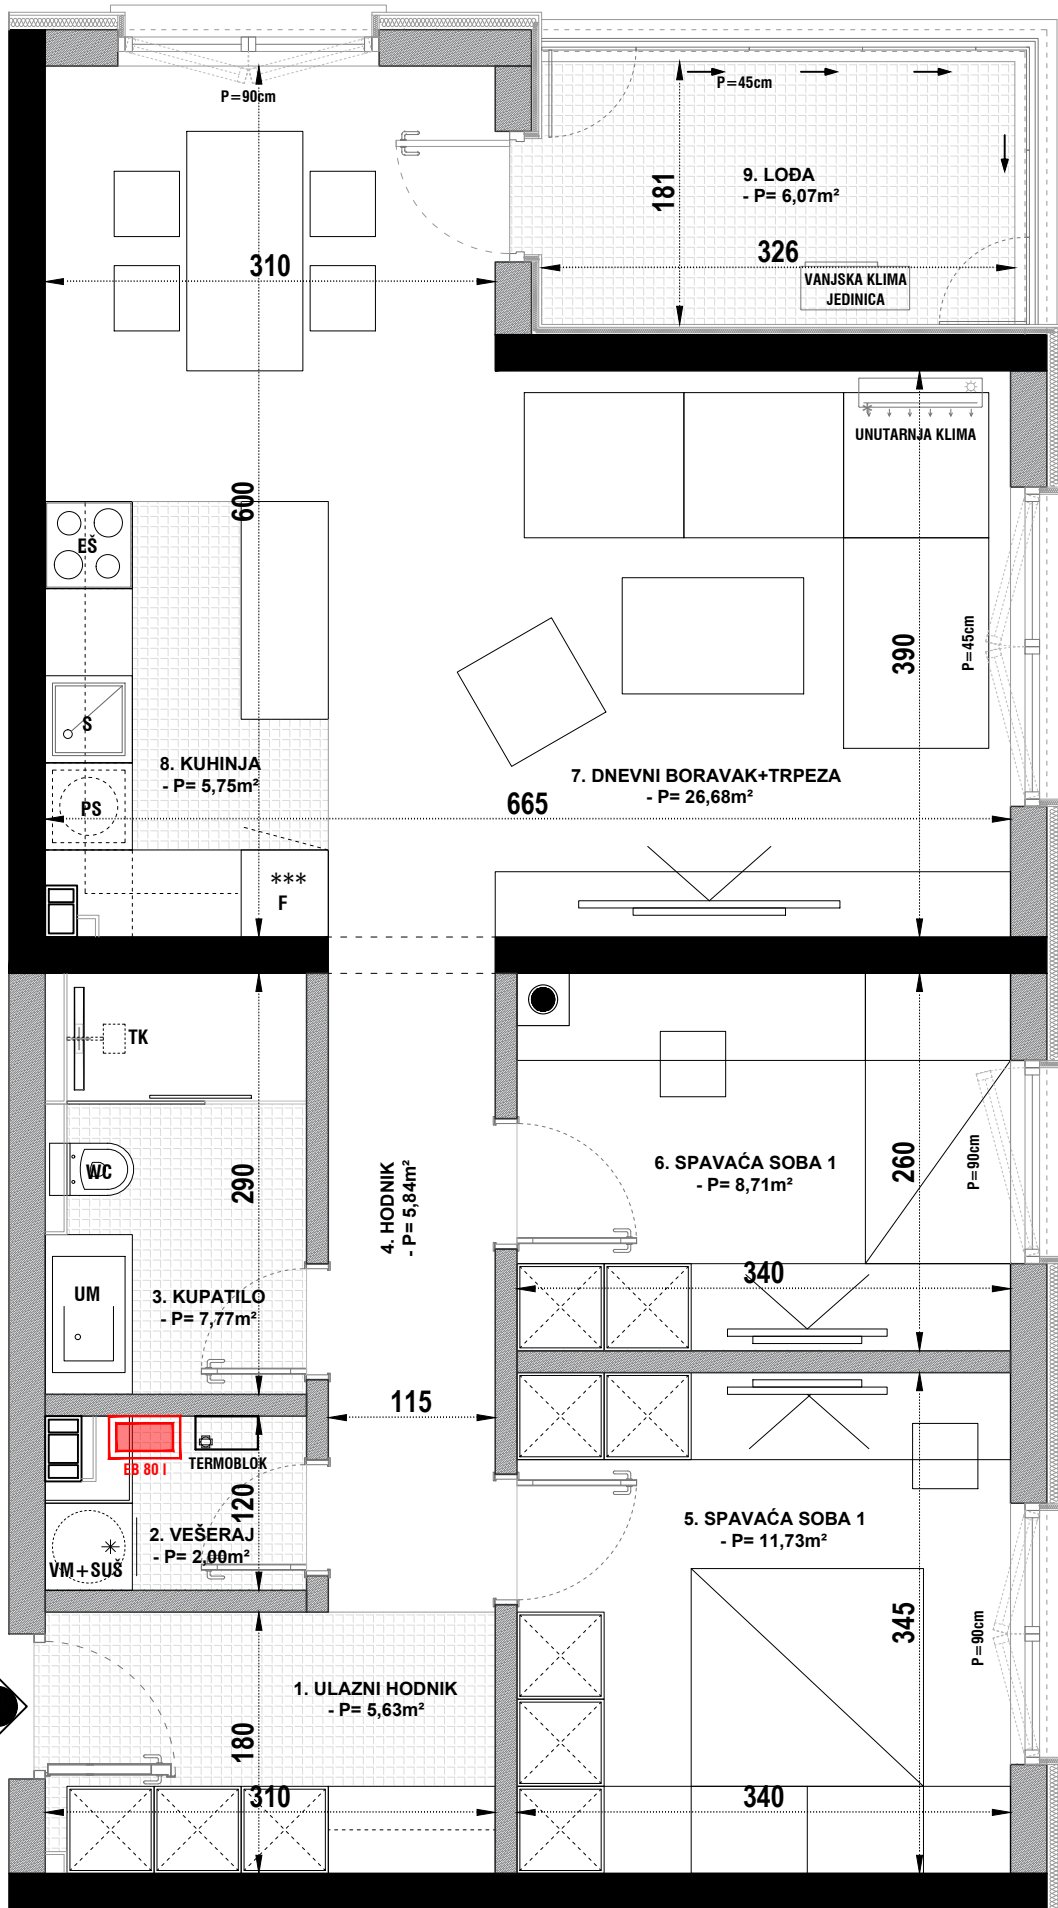 P=90cm
P=45cm
9. LOĐA
- P= 6,07m²
181
326
310
VANJSKA KLIMA
JEDINICA
UNUTARNJA KLIMA
600
EŠ
390
P=45cm
S
8. KUHINJA
- P= 5,75m²
7. DNEVNI BORAVAK+TRPEZA
- P= 26,68m²
PS
665
***
F
TK
WC
290
4. HODNIK
- P= 5,84m²
6. SPAVAĆA SOBA 1
- P= 8,71m²
260
P=90cm
UM
3. KUPATILO
- P= 7,77m²
340
115
EB 80 l
TERMOBLOK
120
2. VEŠERAJ
- P= 2,00m²
VM+SUŠ
5. SPAVAĆA SOBA 1
- P= 11,73m²
345
P=90cm
1. ULAZNI HODNIK
- P= 5,63m²
180
310
340